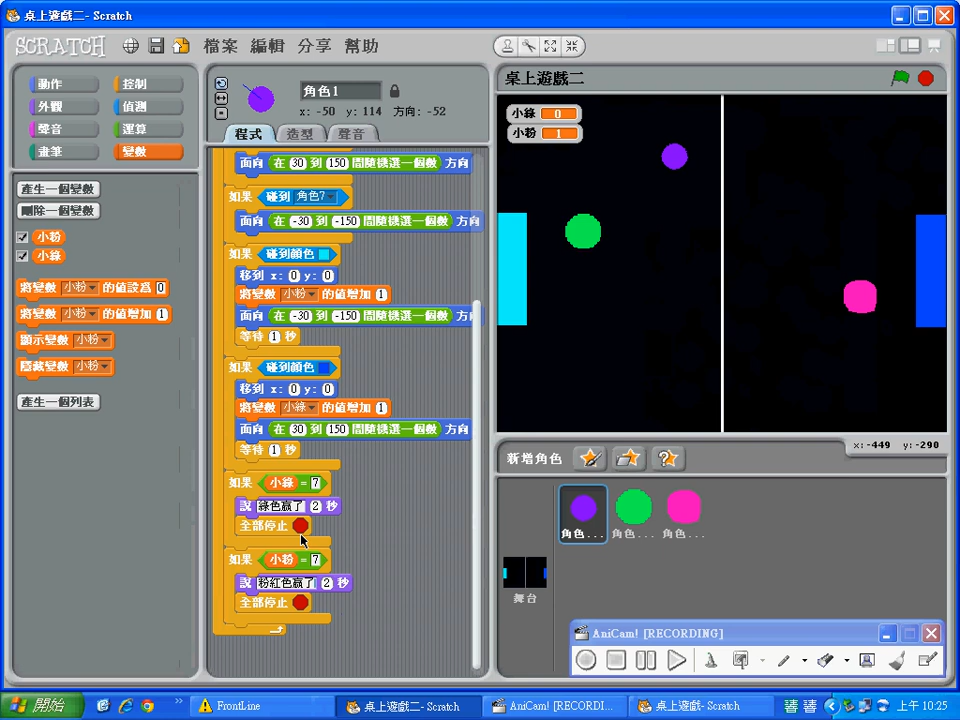 桌上遊戲二- Scratch
SCRATCH 檔案 編輯 分享 幫助
動作 控制
外觀 偵測
聲音 運算
畫筆 變數
產生一個變數
刪除一個變數
小粉
小綠
將變數 小粉 的值設為 0
將變數 小粉 的值增加 1
顯示變數 小粉
隱藏變數 小粉
產生一個列表
角色1
x: -50 y: 114 方向: -52
程式 造型 聲音
面向 在 30 到 150 間隨機選一個數 方向
如果 碰到 角色7
面向 在 -30 到 -150 間隨機選一個數 方向
如果 碰到顏色
移到 x: 0 y: 0
將變數 小粉 的值增加 1
面向 在 -30 到 -150 間隨機選一個數
等待 1 秒
如果 碰到顏色
移到 x: 0 y: 0
將變數 小綠 的值增加 1
面向 在 30 到 150 間隨機選一個數 方向
等待 1 秒
如果 小綠 = 7
說 綠色贏了 2 秒
全部停止
如果 小粉 = 7
說 粉紅色贏了 2 秒
全部停止
桌上遊戲二
小綠 0
小粉 1
x: -449 y: -290
新增角色
角色... 角色... 角色...
舞台
AniCam! [RECORDING]
開始 FrontLine 桌上遊戲二- Scratch AniCam! [RECORDI... 桌上遊戲- Scratch 上午 10:25